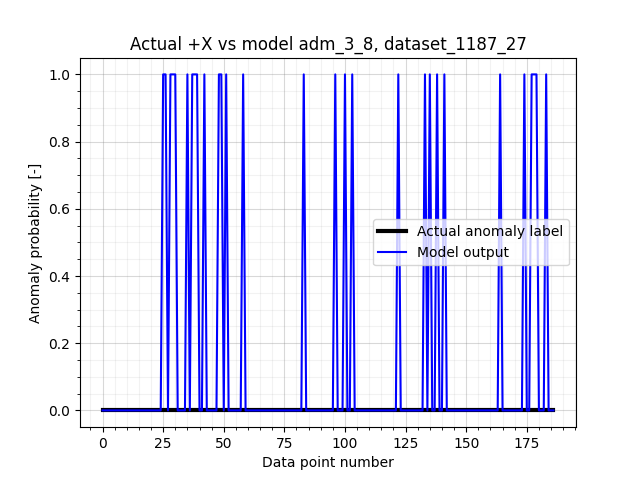 Actual +X vs model adm_3_8, dataset_1187_27
Anomaly probability [-]
1.0
0.8
0.6
0.4
0.2
0.0
Actual anomaly label
Model output
0 25 50 75 100 125 150 175
Data point number